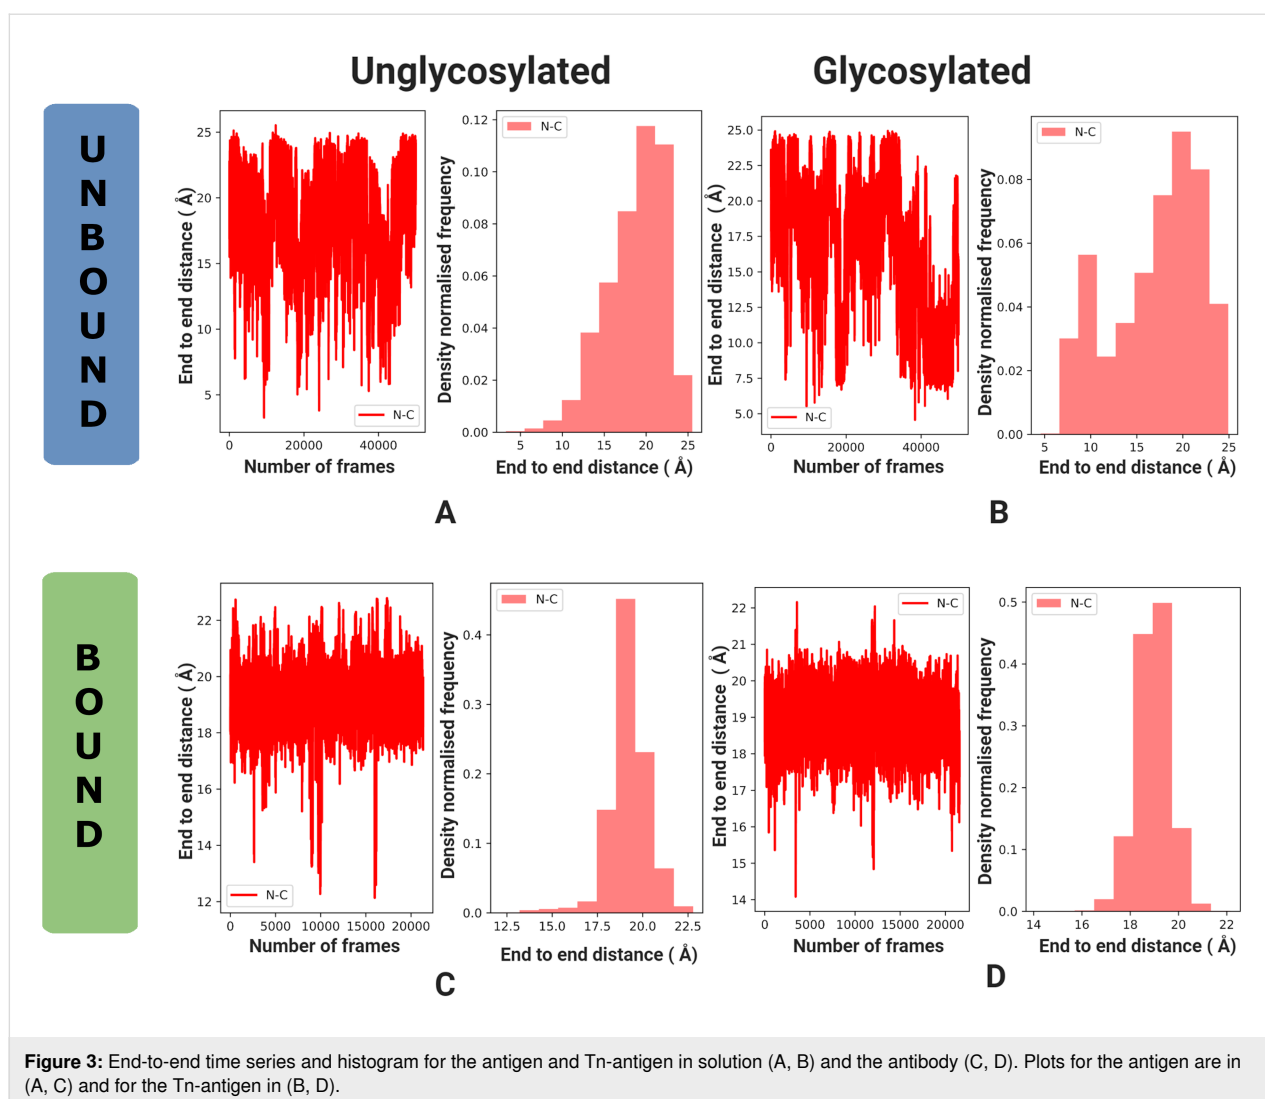 Unglycosylated
Glycosylated
U
N
B
O
U
N
D
25
20
15
10
5
End to end distance ( Å)
0
20000
40000
Number of frames
N-C
0.12
0.10
0.08
0.06
0.04
0.02
0.00
Density normalised frequency
N-C
5
10
15
20
25
End to end distance ( Å)
A
25.0
22.5
20.0
17.5
15.0
12.5
10.0
7.5
5.0
End to end distance ( Å)
N-C
0
20000
40000
Number of frames
0.08
0.06
0.04
0.02
0.00
Density normalised frequency
N-C
5
10
15
20
25
End to end distance ( Å)
B
B
O
U
N
D
22
20
18
16
14
12
End to end distance ( Å)
N-C
0
5000
10000
15000
20000
Number of frames
0.4
0.3
0.2
0.1
0.0
Density normalised frequency
N-C
12.5
15.0
17.5
20.0
22.5
End to end distance ( Å)
C
22
21
20
19
18
17
16
15
14
End to end distance ( Å)
N-C
0
5000
10000
15000
20000
Number of frames
0.5
0.4
0.3
0.2
0.1
0.0
Density normalised frequency
N-C
14
16
18
20
22
End to end distance ( Å)
D
Figure 3: End-to-end time series and histogram for the antigen and Tn-antigen in solution (A, B) and the antibody (C, D). Plots for the antigen are in
(A, C) and for the Tn-antigen in (B, D).